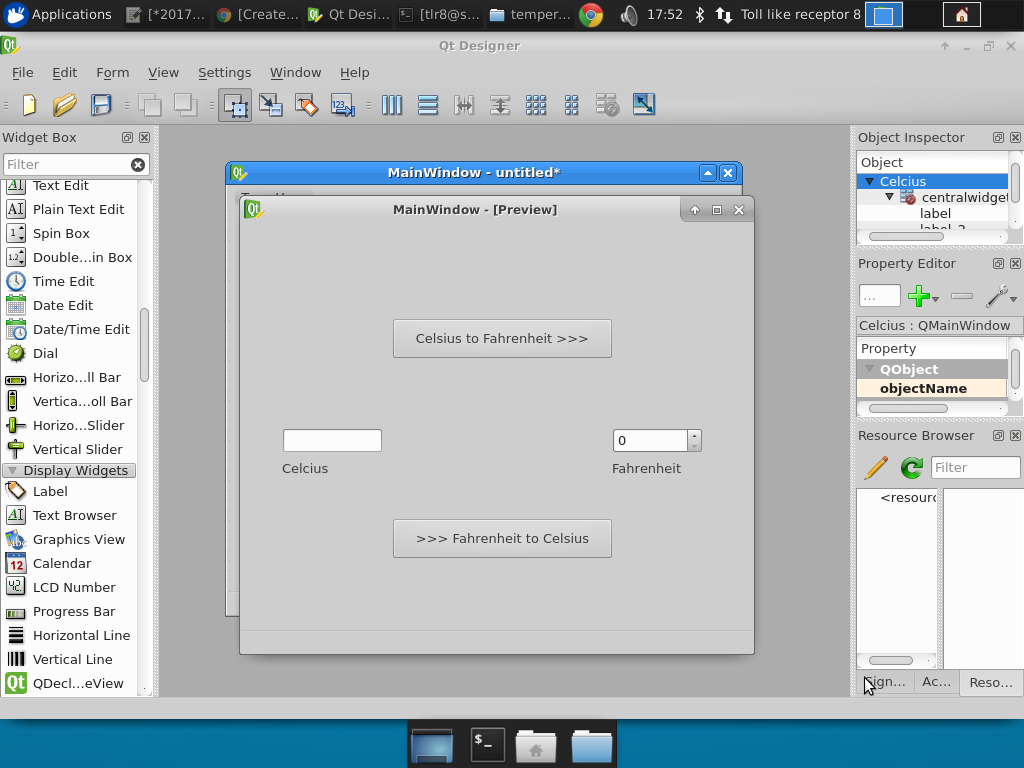 Applications
[*2017...
[Create...
Qt Desi...
[tlr8@s...
temper...
17:52
Toll like receptor 8
Qt Designer
File Edit Form View Settings Window Help
Widget Box
Filter
Text Edit
Plain Text Edit
Spin Box
Double...in Box
Time Edit
Date Edit
Date/Time Edit
Dial
Horizo...ll Bar
Vertica...oll Bar
Horizo...Slider
Vertical Slider
Display Widgets
Label
Text Browser
Graphics View
Calendar
LCD Number
Progress Bar
Horizontal Line
Vertical Line
QDecl...eView
MainWindow - untitled*
MainWindow - [Preview]
Celsius to Fahrenheit >>>
0
Celcius
Fahrenheit
>>> Fahrenheit to Celsius
Object Inspector
Object
Celcius
centralwidget
label
label_2
Property Editor
...
Celcius : QMainWindow
Property
QObject
objectName
Resource Browser
Filter
<resourc
Sign...
Ac...
Reso...